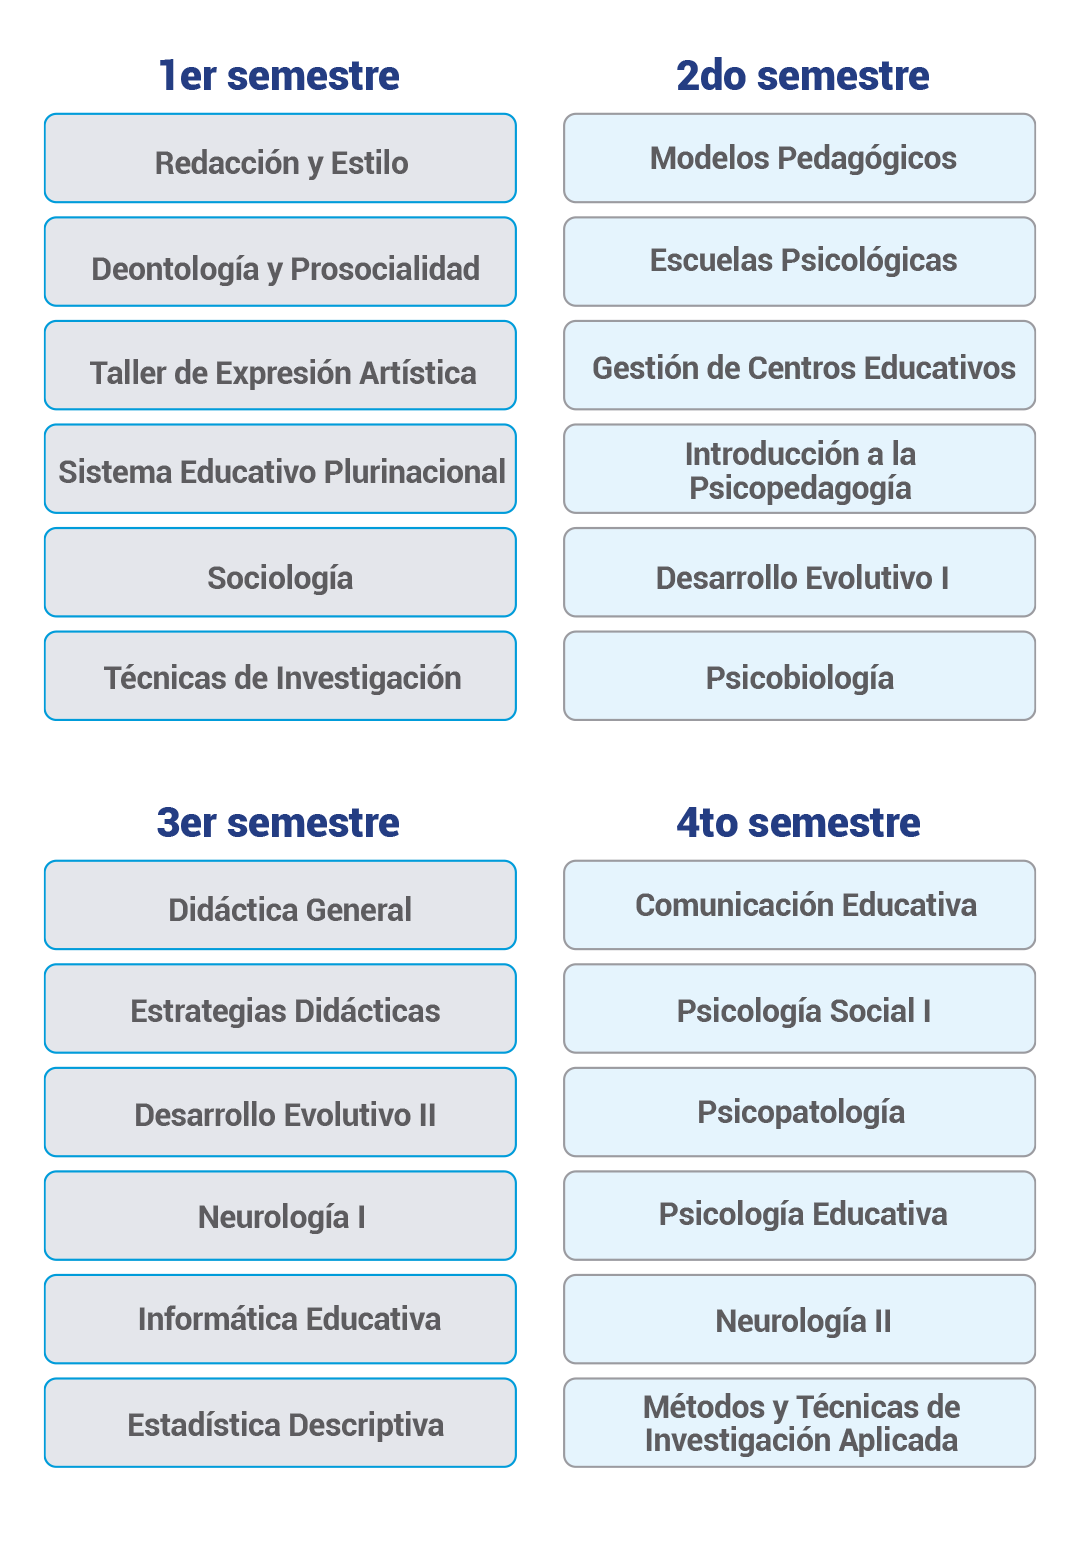 1er semestre
Redacción y Estilo
Deontología y Prosocialidad
Taller de Expresión Artística
Sistema Educativo Plurinacional
Sociología
Técnicas de Investigación
2do semestre
Modelos Pedagógicos
Escuelas Psicológicas
Gestión de Centros Educativos
Introducción a la
Psicopedagogía
Desarrollo Evolutivo I
Psicobiología
3er semestre
Didáctica General
Estrategias Didácticas
Desarrollo Evolutivo II
Neurología I
Informática Educativa
Estadística Descriptiva
4to semestre
Comunicación Educativa
Psicología Social I
Psicopatología
Psicología Educativa
Neurología II
Métodos y Técnicas de
Investigación Aplicada